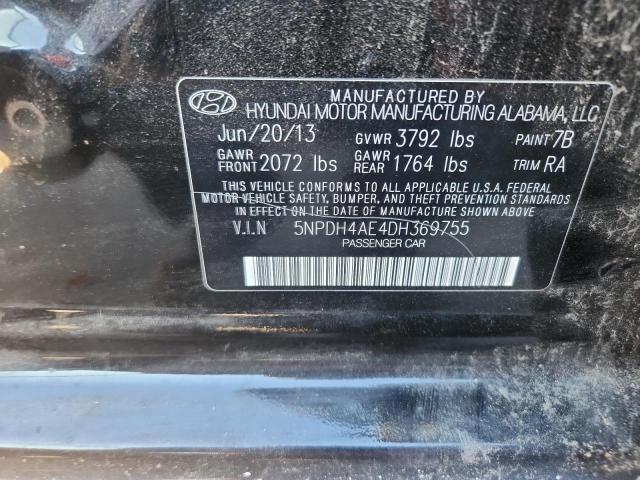 MANUFACTURED BY
HYUNDAI MOTOR MANUFACTURING ALABAMA, LLC
Jun/20/13 GVWR 3792 lbs PAINT 7B
GAWR FRONT 2072 lbs GAWR REAR 1764 lbs TRIM RA
THIS VEHICLE CONFORMS TO ALL APPLICABLE U.S.A. FEDERAL
MOTOR VEHICLE SAFETY, BUMPER, AND THEFT PREVENTION STANDARDS
IN EFFECT ON THE DATE OF MANUFACTURE SHOWN ABOVE.
V.I.N 5NPDH4AE4DH369755
PASSENGER CAR